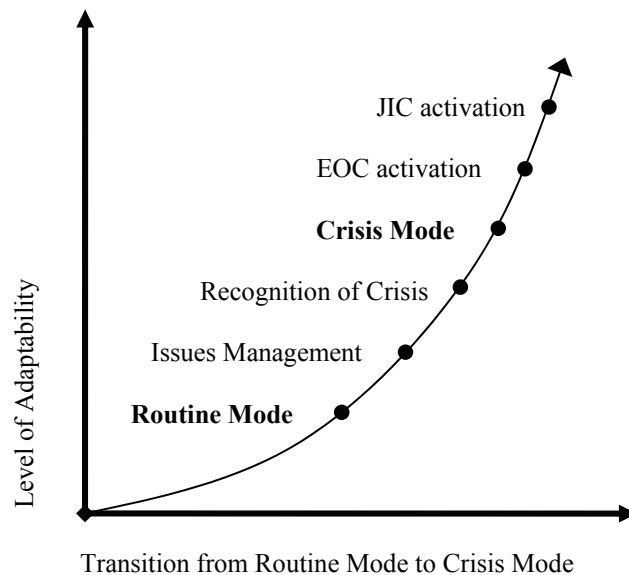 JIC activation
EOC activation
Crisis Mode
Recognition of Crisis
Issues Management
Routine Mode
Level of Adaptability
Transition from Routine Mode to Crisis Mode